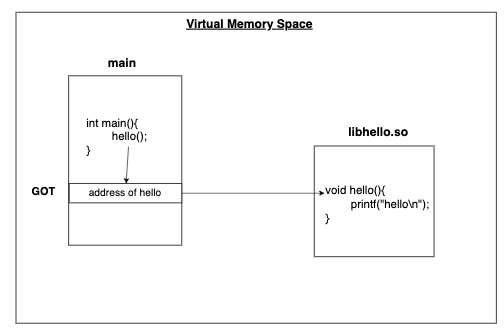 Virtual Memory Space
main
int main(){
hello();
}
libhello.so
GOT
address of hello
void hello(){
printf("hello\n");
}